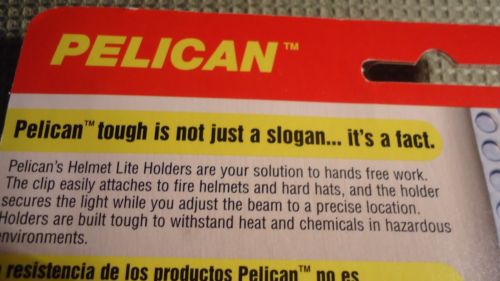 PELICAN™
Pelican™ tough is not just a slogan... it's a fact.
Pelican's Helmet Lite Holders are your solution to hands free work.
The clip easily attaches to fire helmets and hard hats, and the holder
secures the light while you adjust the beam to a precise location.
Holders are built tough to withstand heat and chemicals in hazardous
environments.
a resistencia de los productos Pelican™ no es